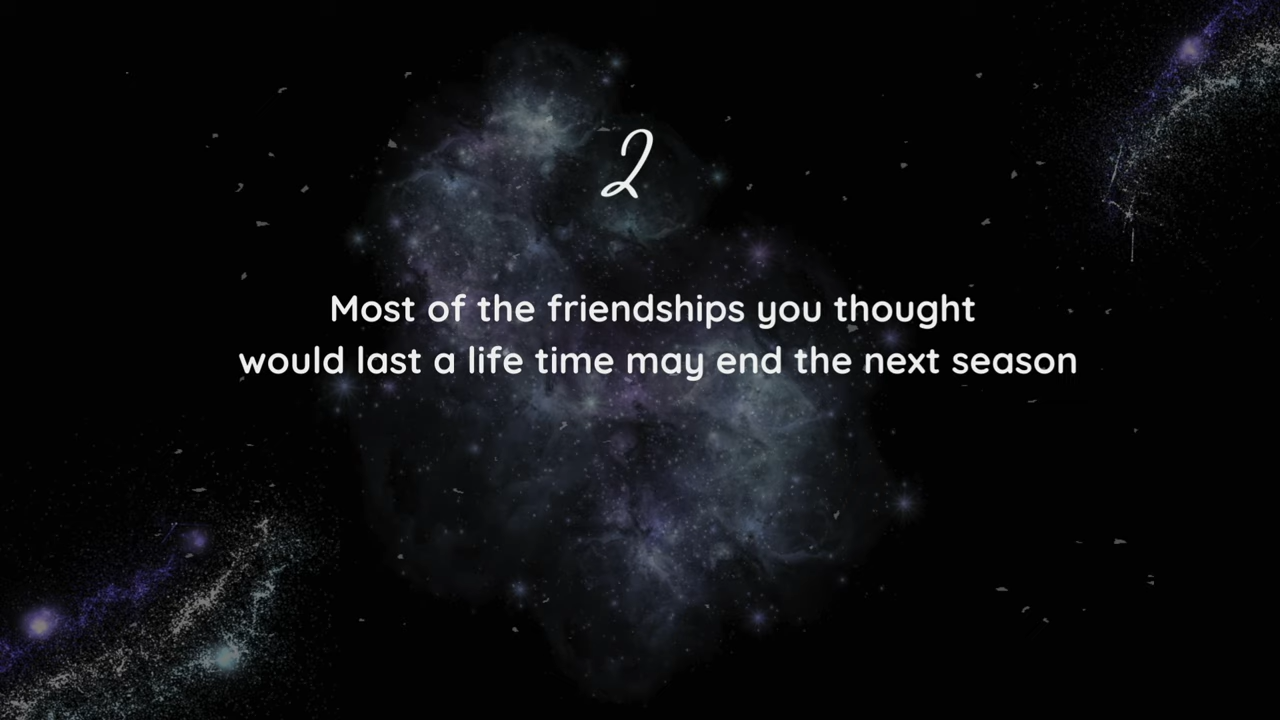 2
Most of the friendships you thought
would last a life time may end the next season